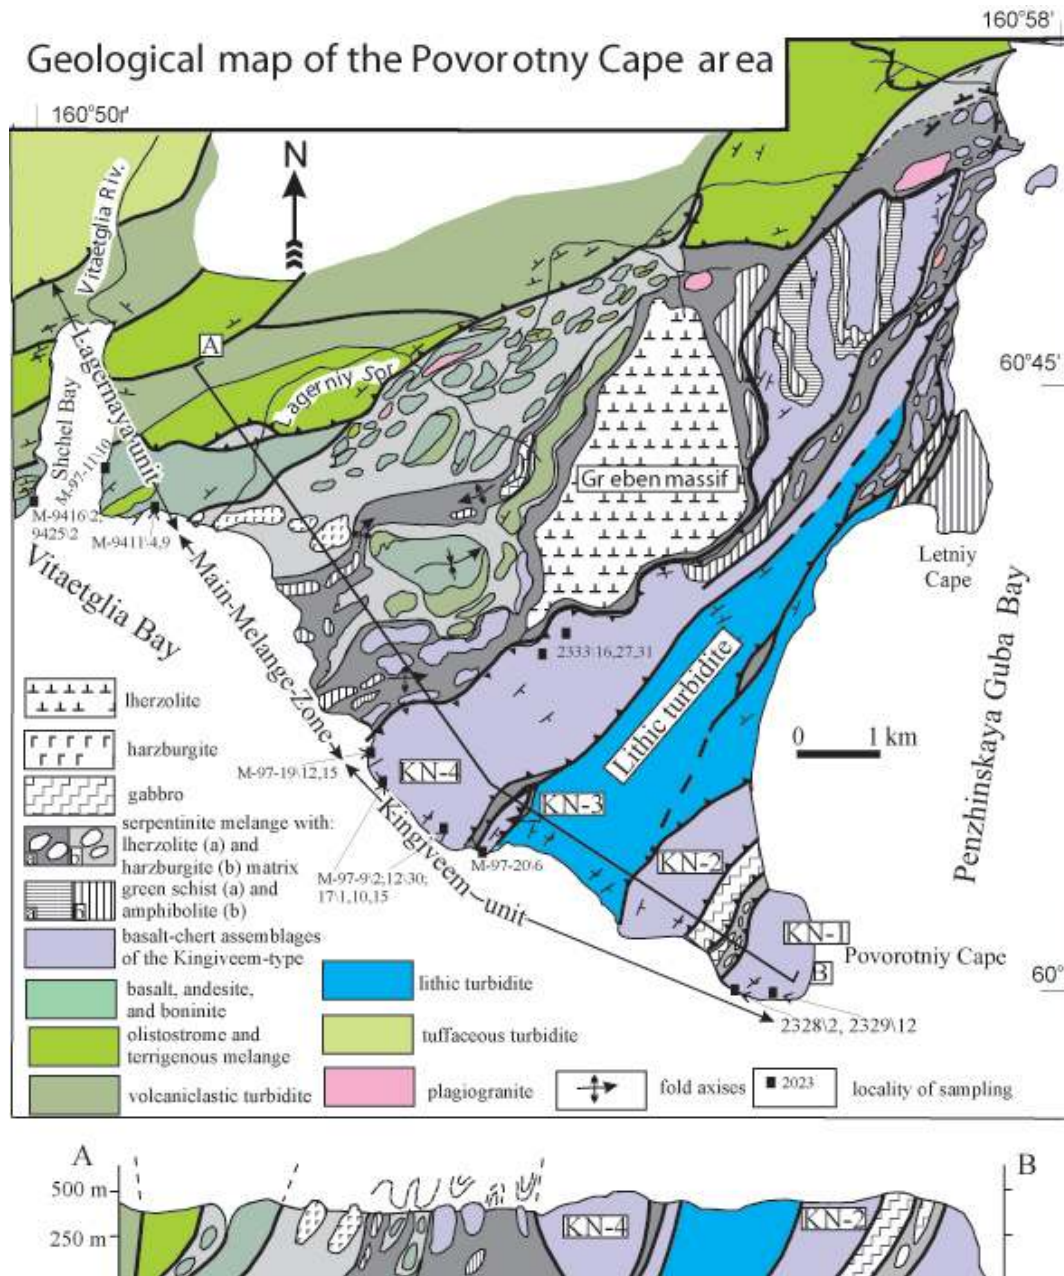 160°58'
Geological map of the Povorotny Cape area
160°50'
N
Vitaetglia Riv.
A
60°45'
Lagerniy Sor
Shchel Bay
Lagernaya unit
M-97-11\10
Greben massif
M-9416\2;
9425\2
M-9411\4,9
Letniy
Cape
Vitaetglia Bay
Main-Melange-Zone
Penzhinskaya Guba Bay
2333\16,27,31
Lithic turbidite
lherzolite
0 1 km
harzburgite
M-97-19\12,15
KN-4
gabbro
KN-3
Kingiveem unit
serpentinite melange with:
lherzolite (a) and
harzburgite (b) matrix
a b
M-97-20\6
KN-2
M-97-9\2;12\30;
17\1,10,15
green schist (a) and
amphibolite (b)
a b
KN-1
basalt-chert assemblages
of the Kingiveem-type
Povorotniy Cape
B
60°
lithic turbidite
basalt, andesite,
and boninite
2328\2, 2329\12
olistostrome and
terrigenous melange
tuffaceous turbidite
volcaniclastic turbidite
plagiogranite
fold axises
2023
locality of sampling
A
B
500 m
KN-4
KN-2
250 m